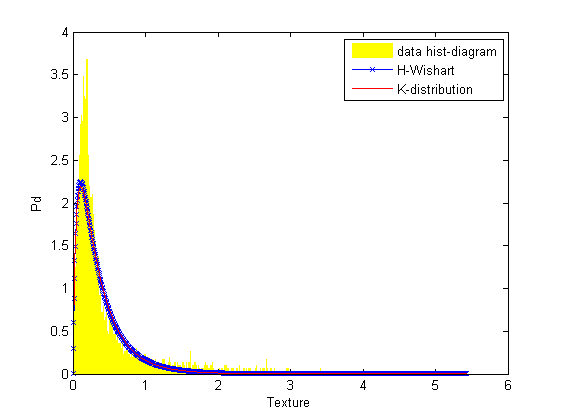 4
3.5
3
2.5
2
1.5
1
0.5
0
Pd
data hist-diagram
H-Wishart
K-distribution
0 1 2 3 4 5 6
Texture